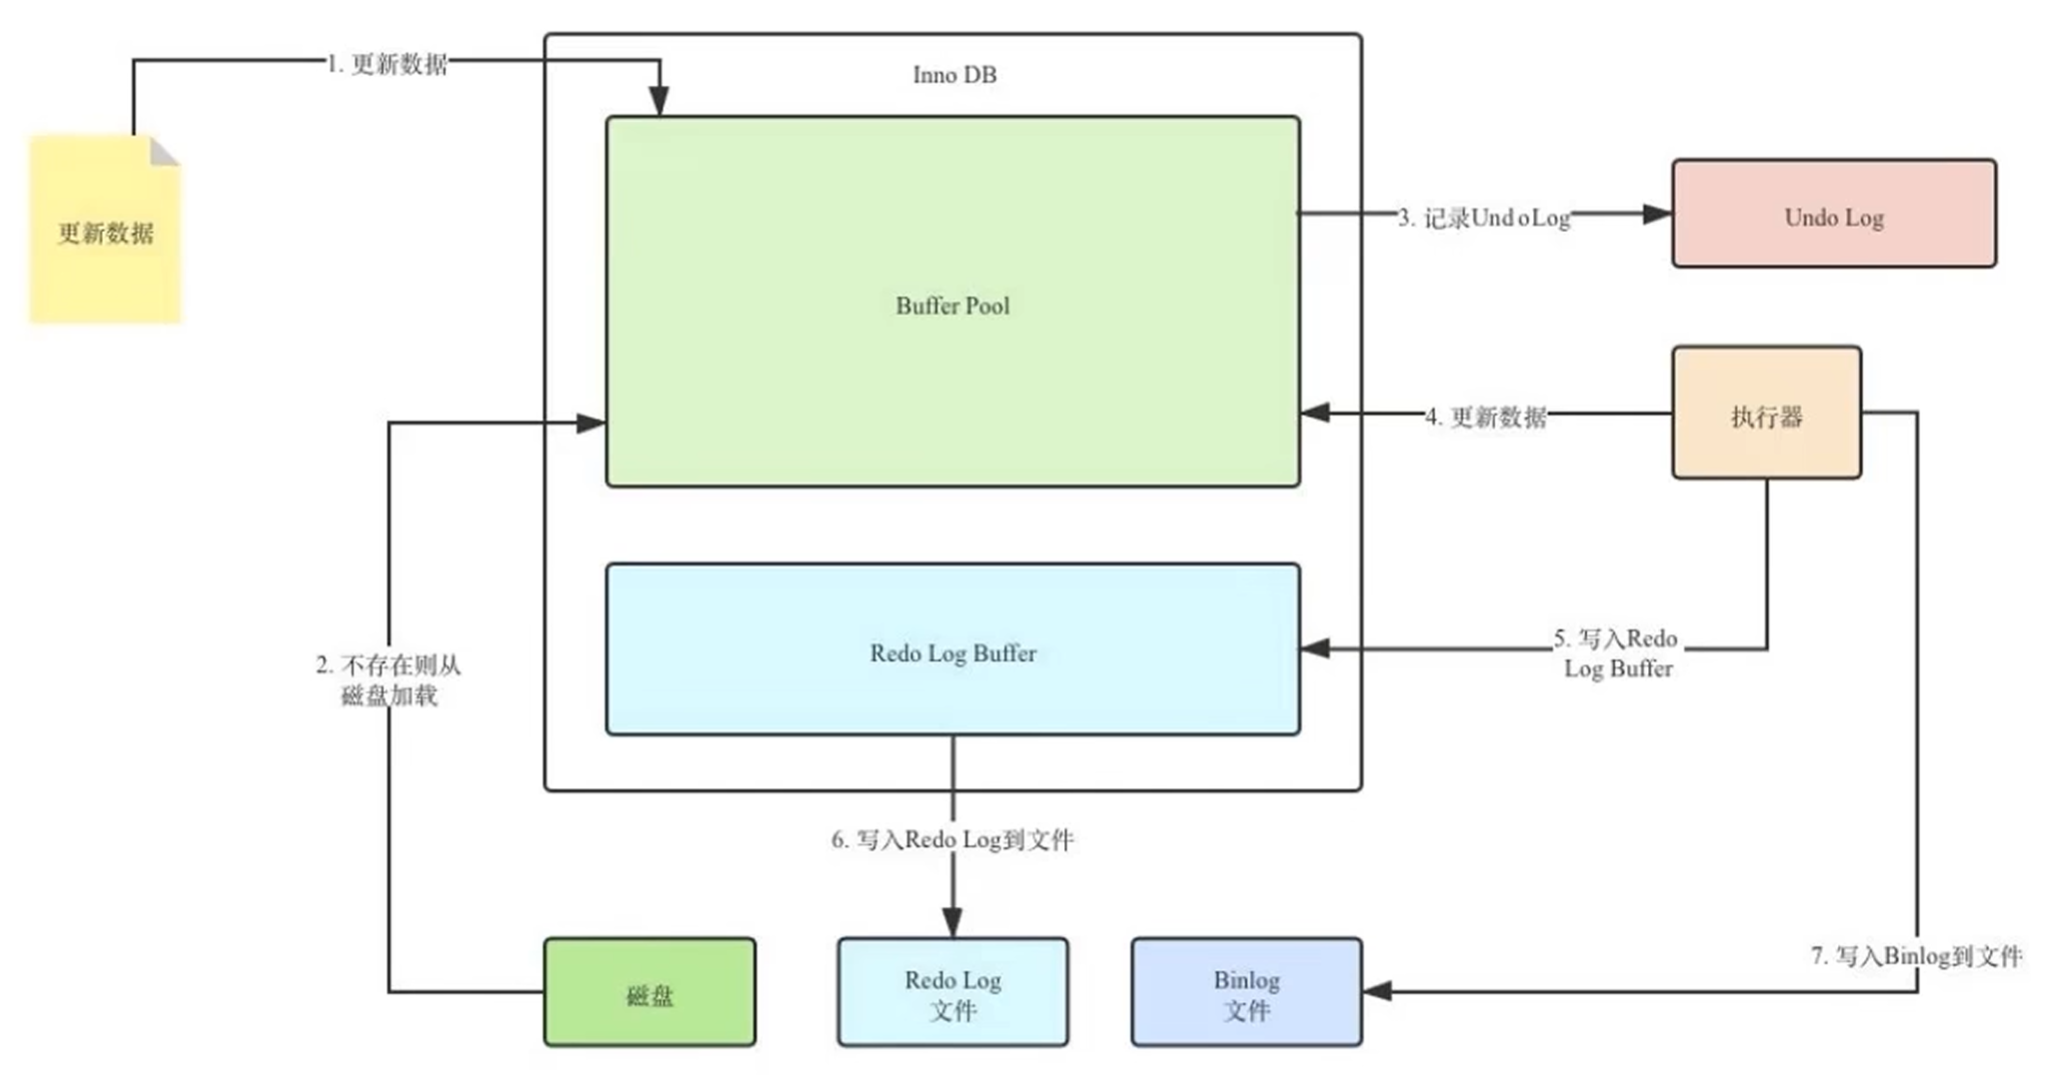 1. 更新数据
Inno DB
更新数据
3. 记录UndoLog
Undo Log
Buffer Pool
4. 更新数据
执行器
2. 不存在则从
磁盘加载
Redo Log Buffer
5. 写入Redo
Log Buffer
6. 写入Redo Log到文件
7. 写入Binlog到文件
磁盘
Redo Log
文件
Binlog
文件